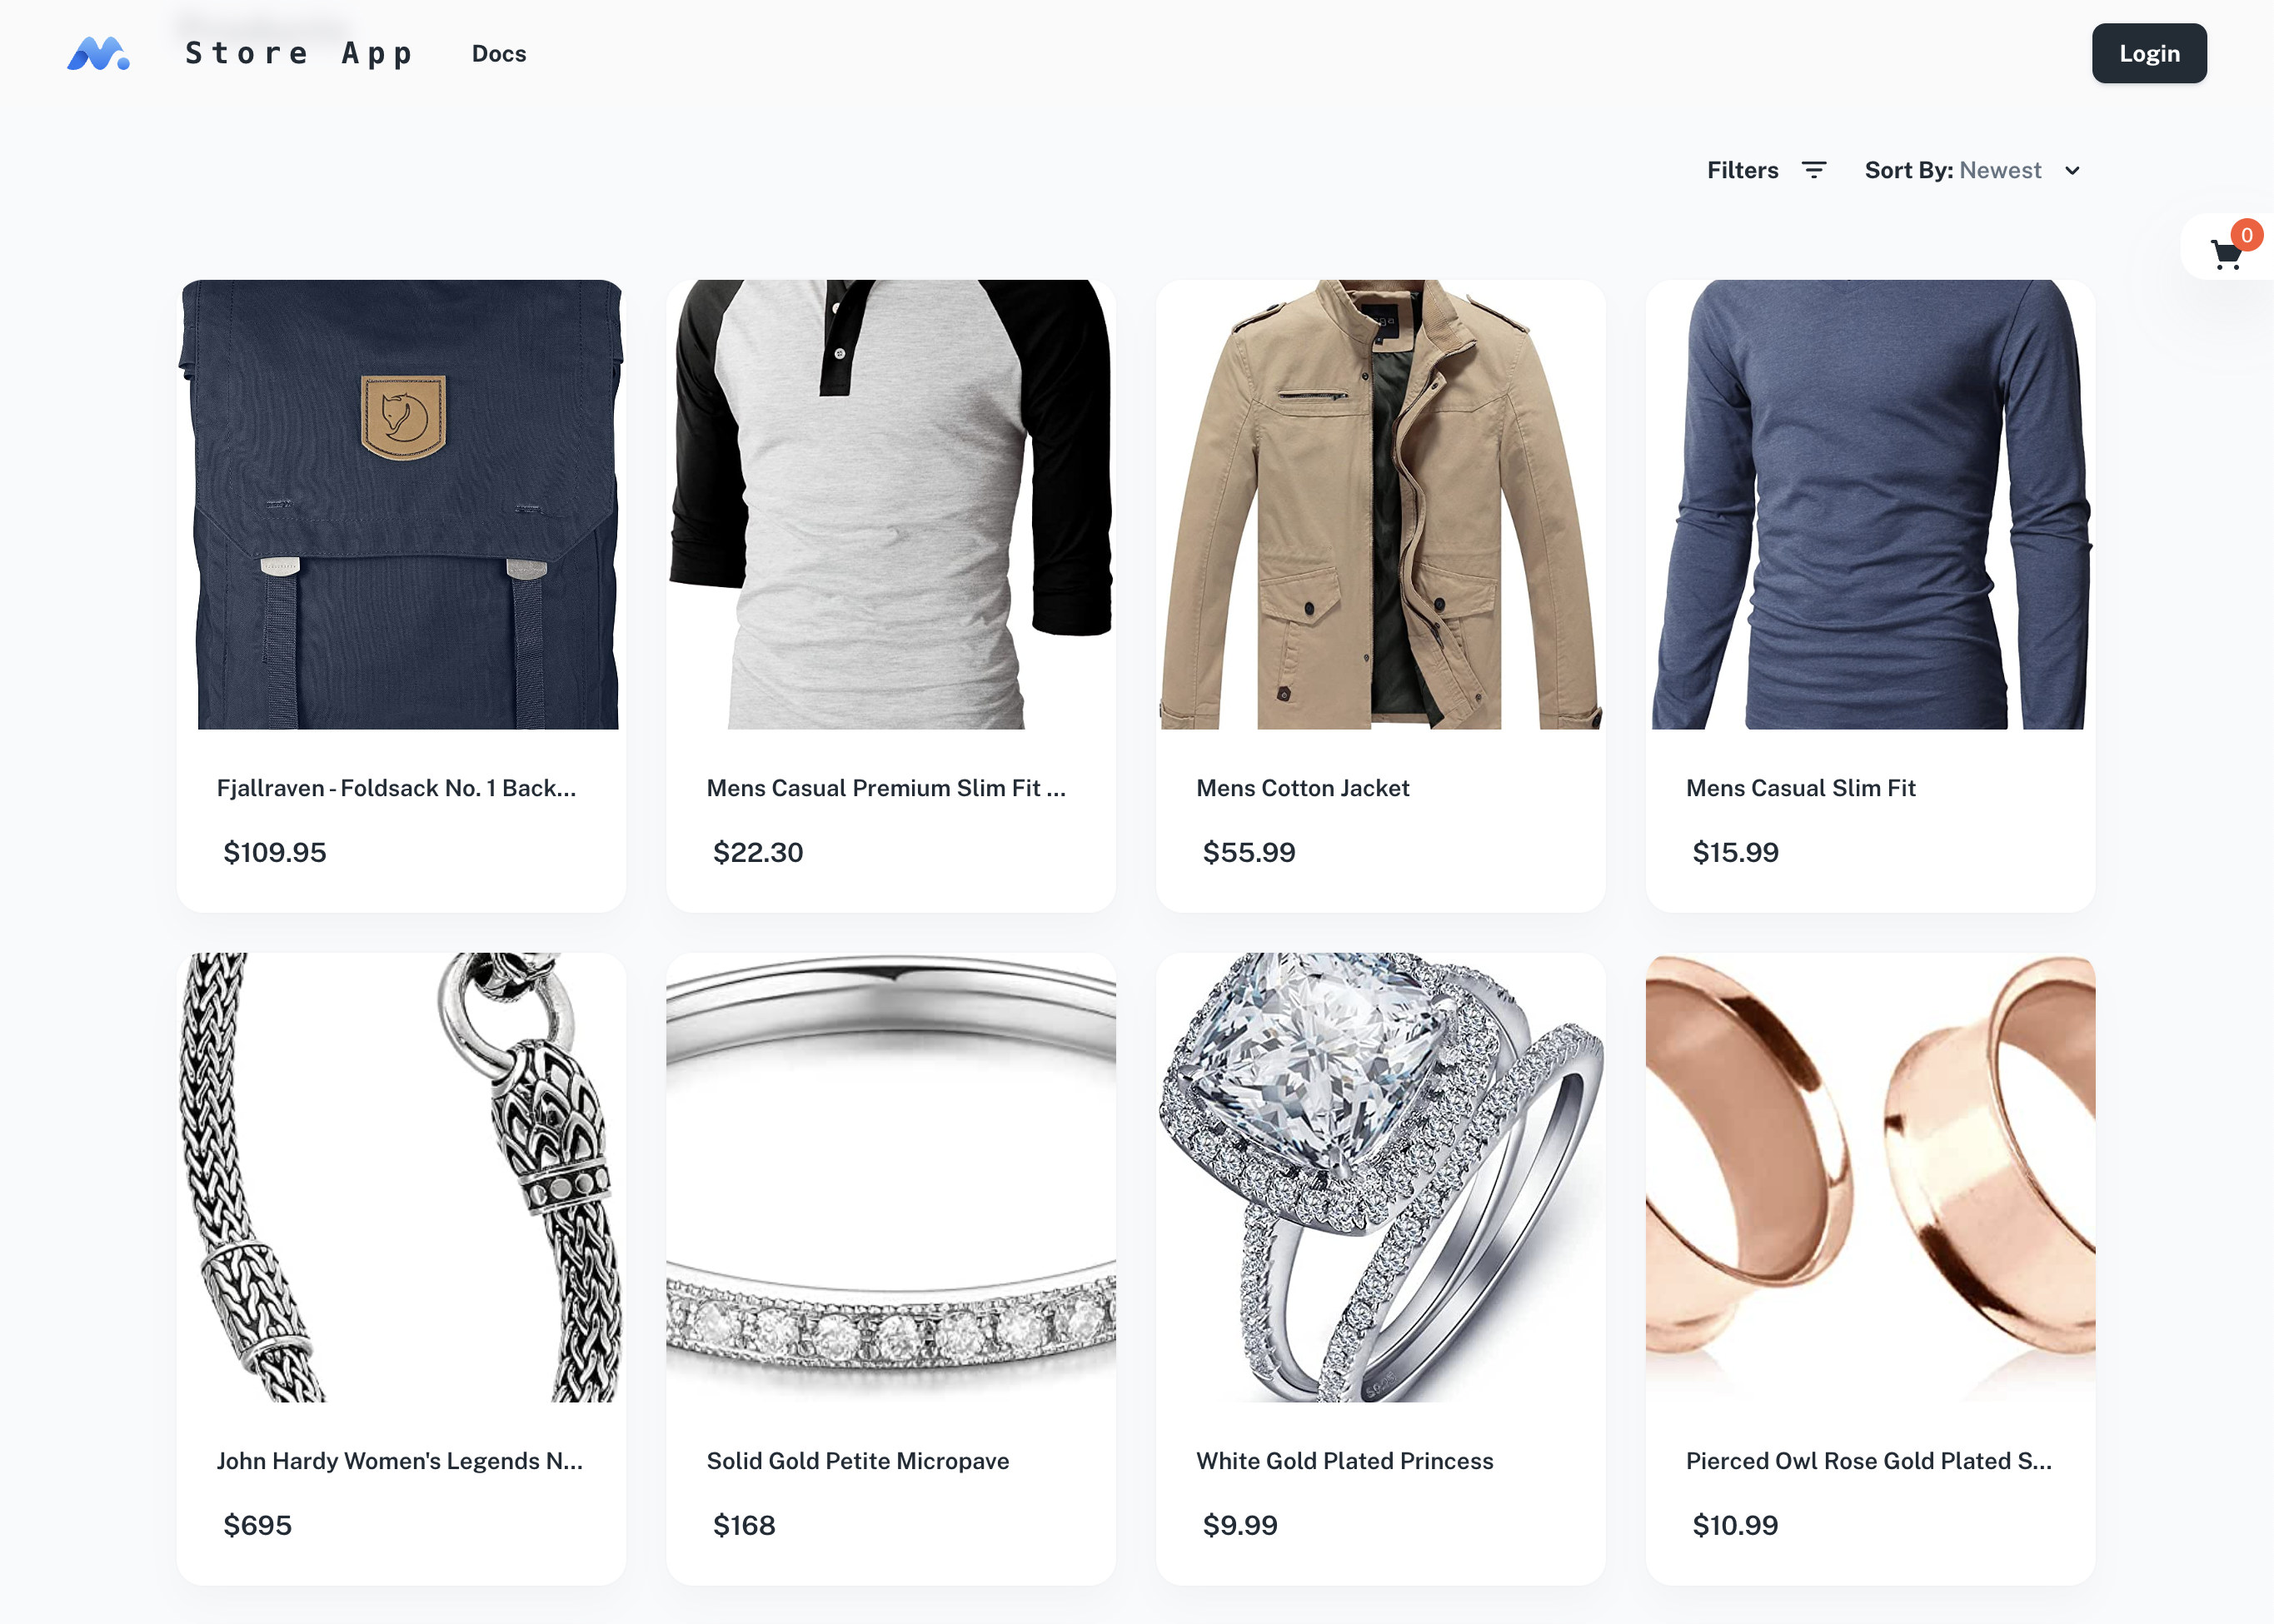 Store App
Docs
Login
Filters
Sort By: Newest
0
Fjallraven - Foldsack No. 1 Back...
Mens Casual Premium Slim Fit ...
Mens Cotton Jacket
Mens Casual Slim Fit
$109.95
$22.30
$55.99
$15.99
John Hardy Women's Legends N...
Solid Gold Petite Micropave
White Gold Plated Princess
Pierced Owl Rose Gold Plated S...
$695
$168
$9.99
$10.99